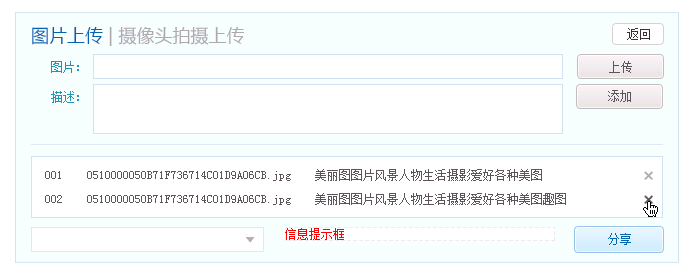 图片上传 | 摄像头拍摄上传 返回
图片： 上传
描述： 添加
001 0510000050B71F736714C01D9A06CB.jpg 美丽图图片风景人物生活摄影爱好各种美图 ×
002 0510000050B71F736714C01D9A06CB.jpg 美丽图图片风景人物生活摄影爱好各种美图趣图 ×
信息提示框 分享